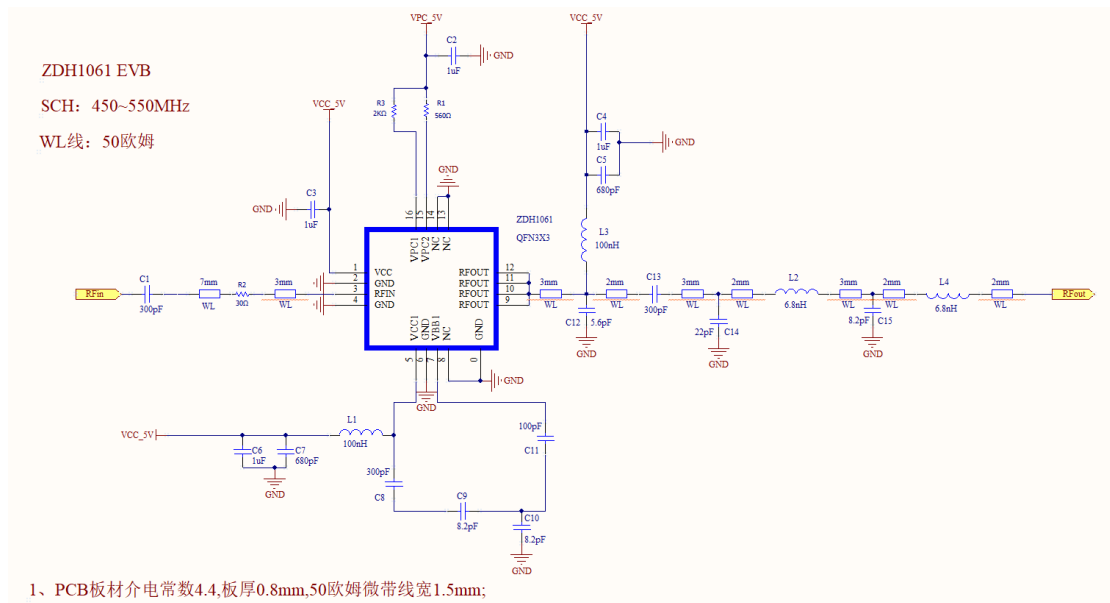 VPC_5V
VCC_5V
C2
GND
1uF
ZDH1061 EVB
SCH：450~550MHz
WL线：50欧姆
VCC_5V
R3
2KΩ
R1
560Ω
C4
1uF
GND
C5
680pF
GND
C3
GND
1uF
16
15
14
13
VPC1
VPC2
NC
NC
ZDH1061
QFN3X3
L3
100nH
1
VCC
2
GND
3
RFIN
4
GND
RFOUT
12
RFOUT
11
RFOUT
10
RFOUT
9
RFin
C1
300pF
7mm
WL
R2
30Ω
3mm
WL
3mm
WL
2mm
WL
C13
300pF
3mm
WL
2mm
WL
L2
6.8nH
3mm
WL
2mm
WL
L4
6.8nH
2mm
WL
RFout
C12
5.6pF
GND
22pF
C14
GND
8.2pF
C15
GND
VCC1
GND
VBB1
NC
GND
5
6
7
8
0
GND
GND
VCC_5V
L1
100nH
C6
1uF
C7
680pF
GND
100pF
C11
300pF
C8
C9
8.2pF
C10
8.2pF
GND
1、PCB板材介电常数4.4,板厚0.8mm,50欧姆微带线宽1.5mm;